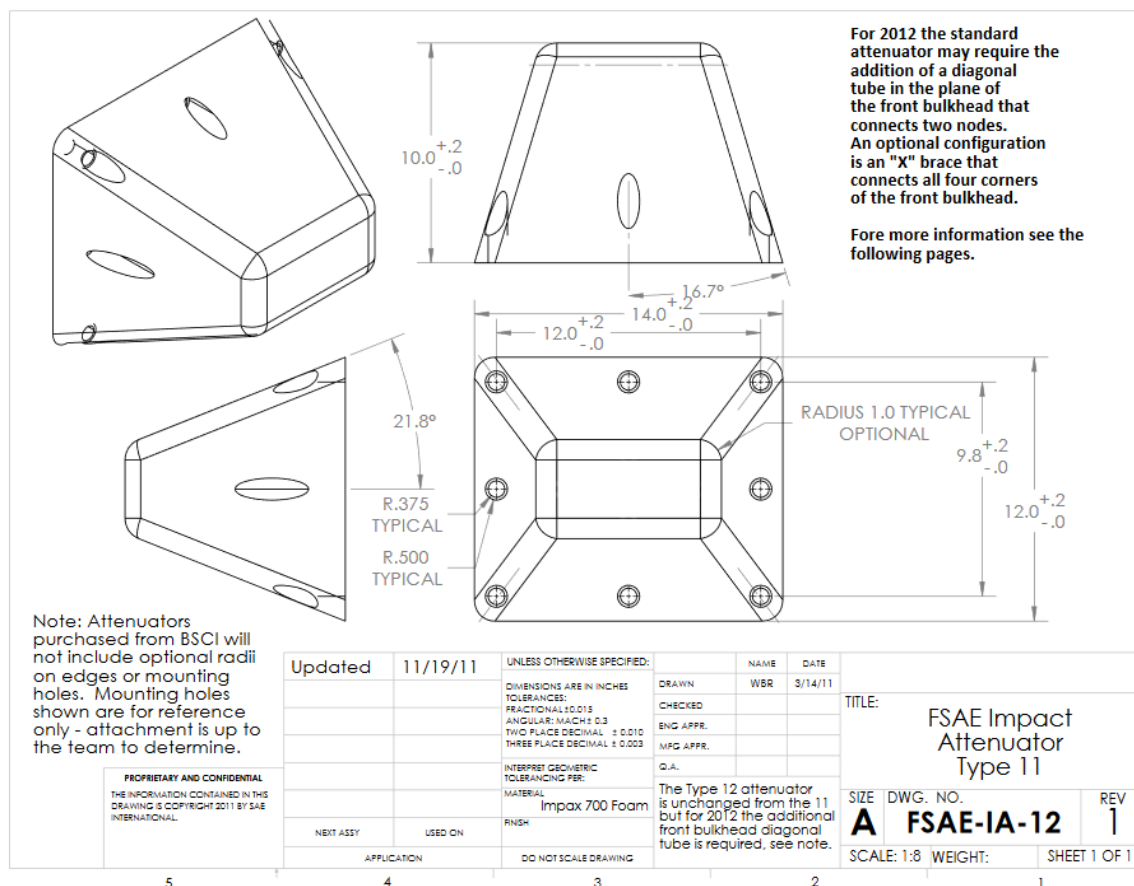 For 2012 the standard
attenuator may require the
addition of a diagonal
tube in the plane of
the front bulkhead that
connects two nodes.
An optional configuration
is an "X" brace that
connects all four corners
of the front bulkhead.
Fore more information see the
following pages.
10.0 +.2 -.0
16.7°
14.0 +.2 -.0
12.0 +.2 -.0
21.8°
RADIUS 1.0 TYPICAL
OPTIONAL
9.8 +.2 -.0
12.0 +.2 -.0
R.375
TYPICAL
R.500
TYPICAL
Note: Attenuators
purchased from BSCI will
not include optional radii
on edges or mounting
holes. Mounting holes
shown are for reference
only - attachment is up to
the team to determine.
PROPRIETARY AND CONFIDENTIAL
THE INFORMATION CONTAINED IN THIS
DRAWING IS COPYRIGHT 2011 BY SAE
INTERNATIONAL.
Updated 11/19/11
NEXT ASSY USED ON
APPLICATION
UNLESS OTHERWISE SPECIFIED:
DIMENSIONS ARE IN INCHES
TOLERANCES:
FRACTIONAL ±0.015
ANGULAR: MACH± 0.3
TWO PLACE DECIMAL ± 0.010
THREE PLACE DECIMAL ± 0.003
INTERPRET GEOMETRIC
TOLERANCING PER:
MATERIAL
Impax 700 Foam
FINISH
DO NOT SCALE DRAWING
NAME DATE
DRAWN WBR 3/14/11
CHECKED
ENG APPR.
MFG APPR.
Q.A.
The Type 12 attenuator
is unchanged from the 11
but for 2012 the additional
front bulkhead diagonal
tube is required, see note.
TITLE:
FSAE Impact
Attenuator
Type 11
SIZE DWG. NO. REV
A FSAE-IA-12 1
SCALE: 1:8 WEIGHT: SHEET 1 OF 1
5 4 3 2 1